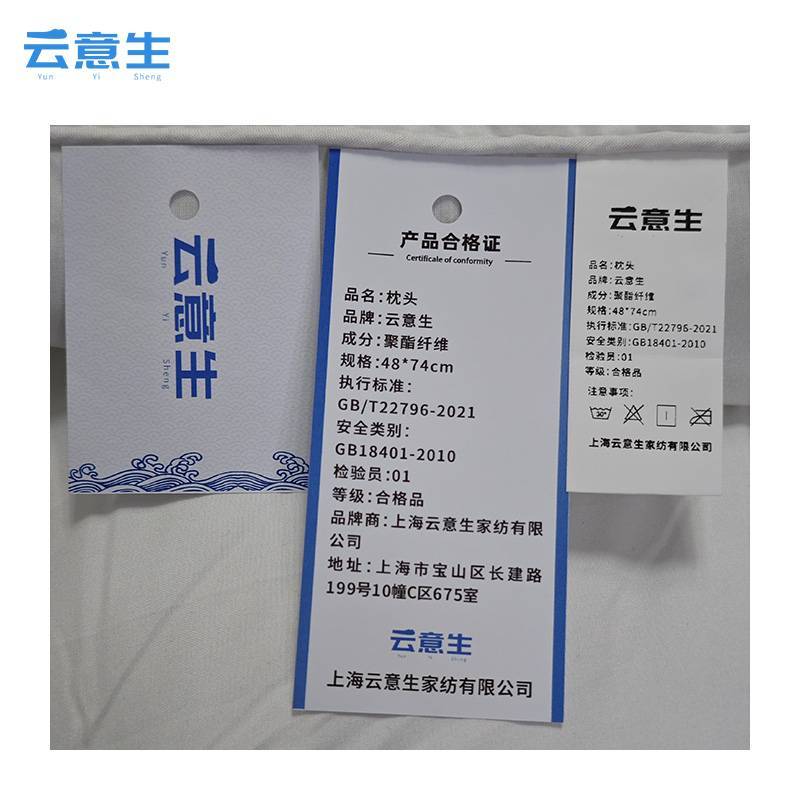 云意生
Yun Yi Sheng
云意生
Yun Yi Sheng
产品合格证
Certificate of conformity
品名:枕头
品牌:云意生
成分:聚酯纤维
规格:48*74cm
执行标准:
GB/T22796-2021
安全类别:
GB18401-2010
检验员:01
等级:合格品
品牌商:上海云意生家纺有限
公司
地址:上海市宝山区长建路
199号10幢C区675室
云意生
Yun Yi Sheng
上海云意生家纺有限公司
云意生
品名:枕头
品牌:云意生
成分:聚酯纤维
规格:48*74cm
执行标准:GB/T22796-2021
安全类别:GB18401-2010
检验员:01
等级:合格品
注意事项:
上海云意生家纺有限公司